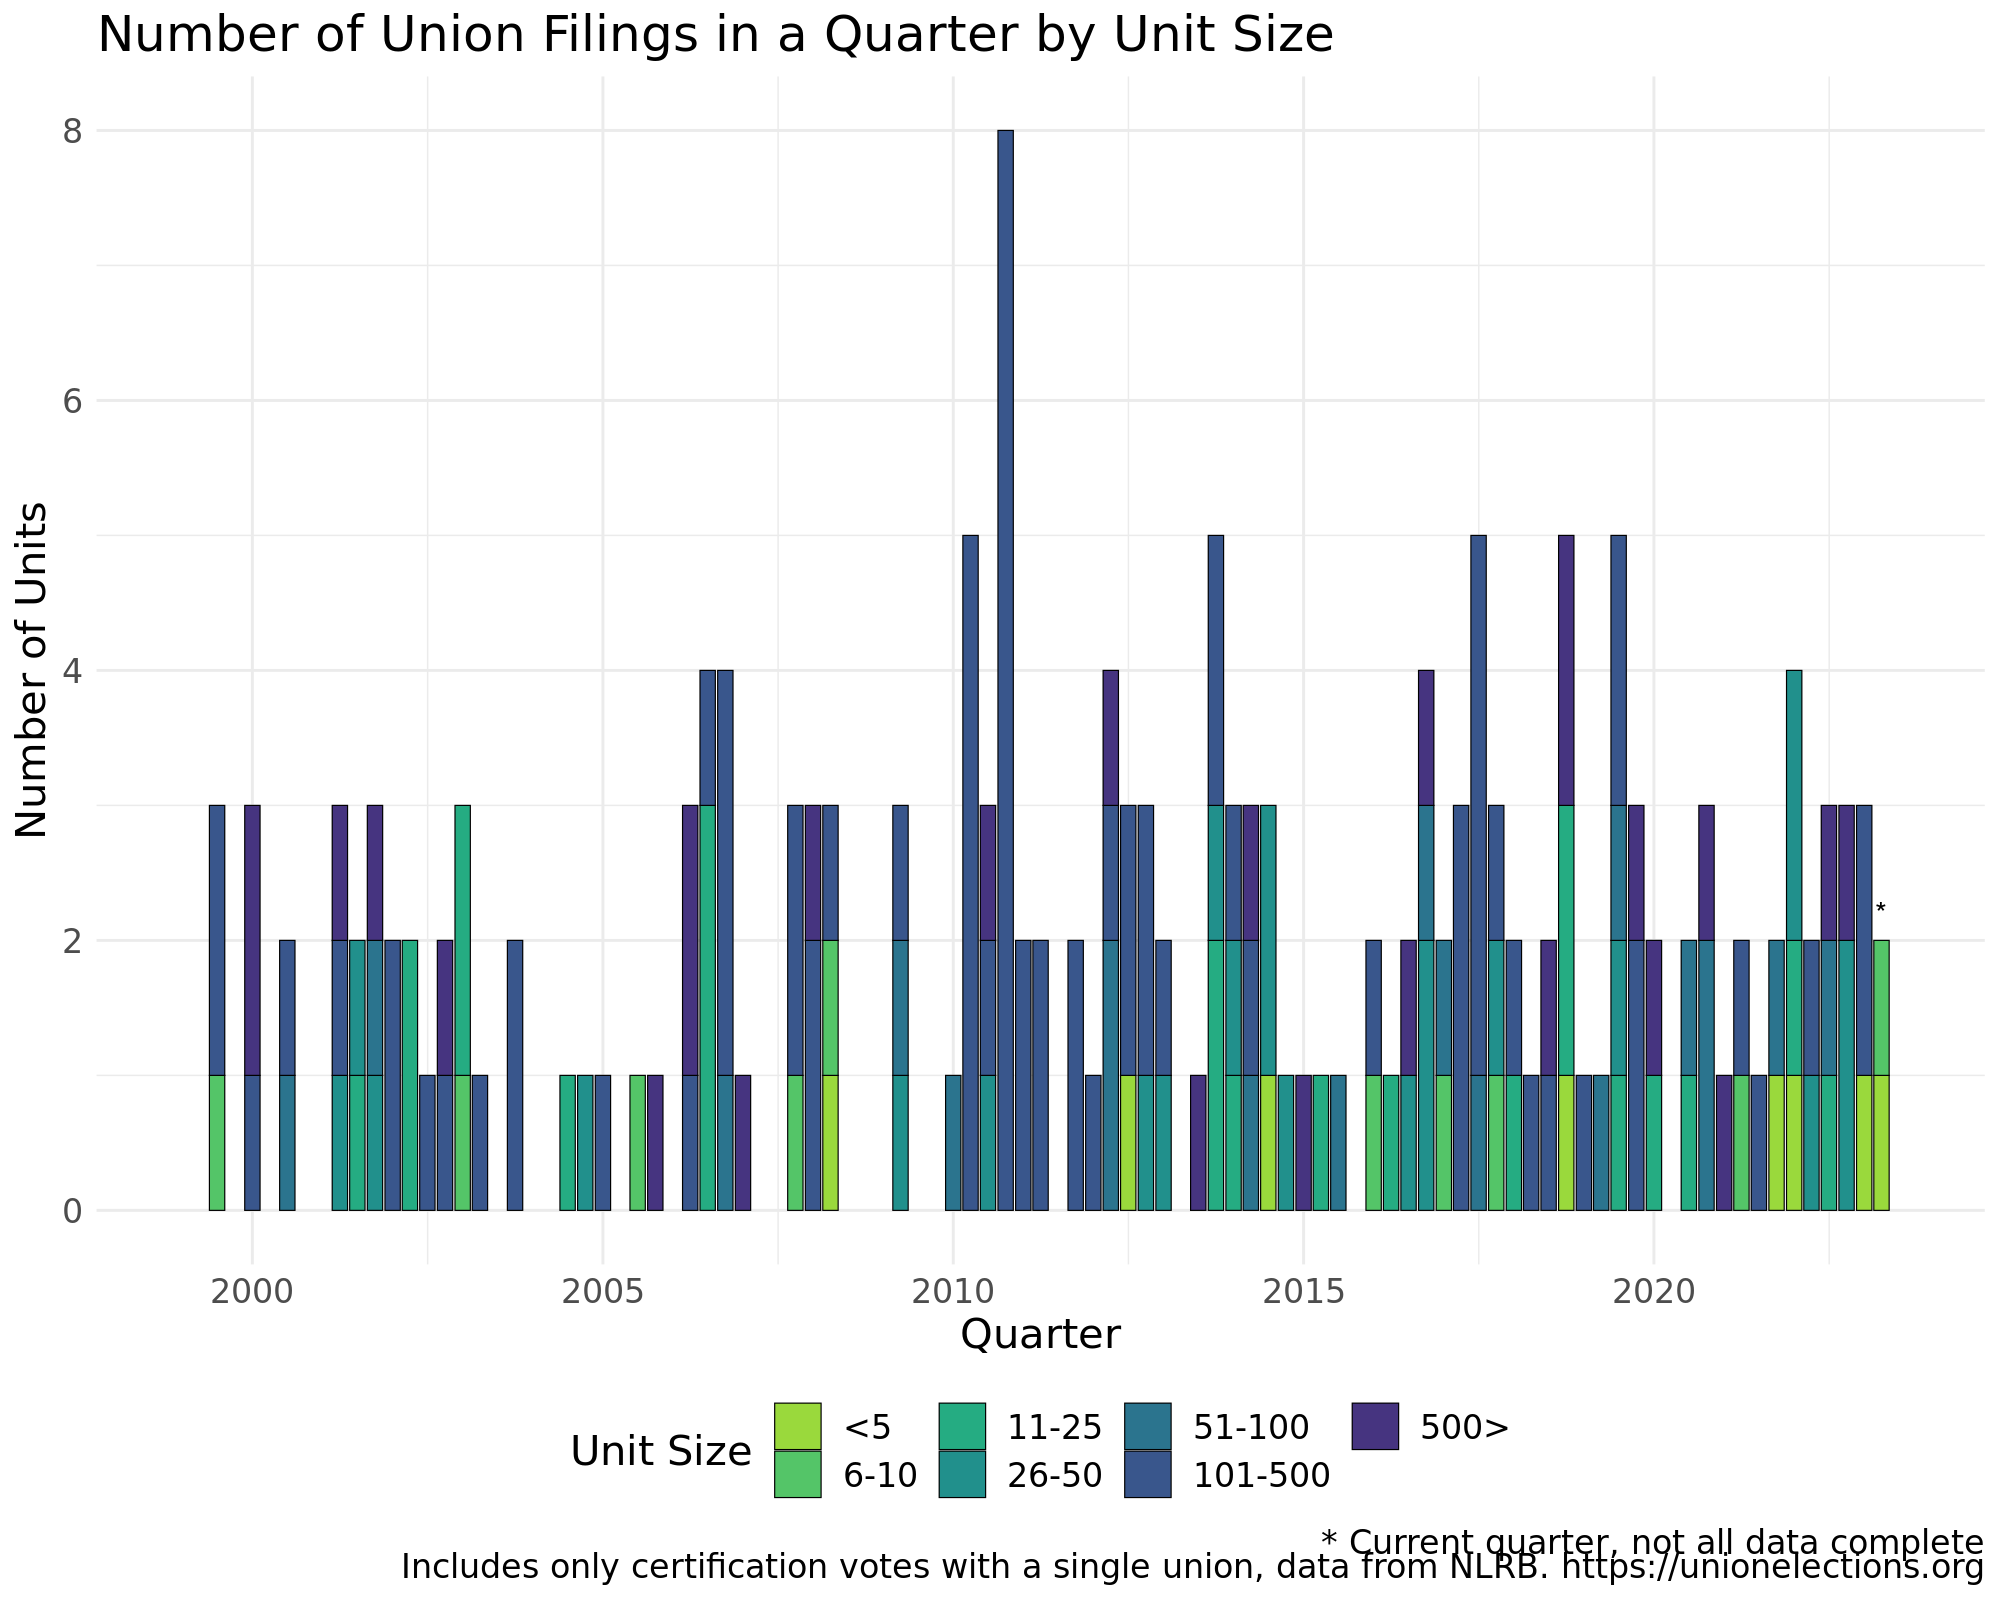 Number of Union Filings in a Quarter by Unit Size
Number of Units
8
6
4
2
0
*
2000 2005 2010 2015 2020
Quarter
Unit Size
<5 11-25 51-100 500>
6-10 26-50 101-500
* Current quarter, not all data complete
Includes only certification votes with a single union, data from NLRB. https://unionelections.org